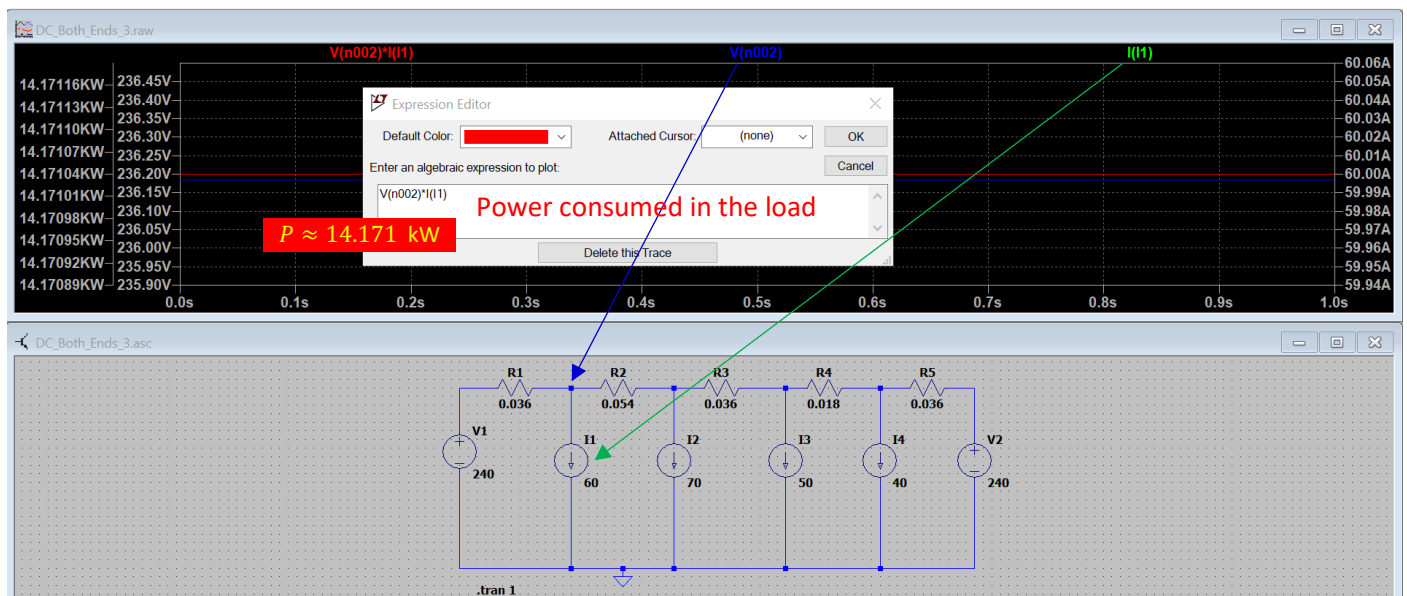 DC_Both_Ends_3.raw
V(n002)*I(I1) V(n002) I(I1)
14.17116KW
14.17113KW
14.17110KW
14.17107KW
14.17104KW
14.17101KW
14.17098KW
14.17095KW
14.17092KW
14.17089KW
236.45V
236.40V
236.35V
236.30V
236.25V
236.20V
236.15V
236.10V
236.05V
236.00V
235.95V
235.90V
60.06A
60.05A
60.04A
60.03A
60.02A
60.01A
60.00A
59.99A
59.98A
59.97A
59.96A
59.95A
59.94A
0.0s 0.1s 0.2s 0.3s 0.4s 0.5s 0.6s 0.7s 0.8s 0.9s 1.0s
Expression Editor
Default Color: Attached Cursor: (none) OK
Enter an algebraic expression to plot: Cancel
V(n002)*I(I1)
Power consumed in the load
P ≈ 14.171 kW
Delete this Trace
DC_Both_Ends_3.asc
R1 R2 R3 R4 R5
0.036 0.054 0.036 0.018 0.036
V1 I1 I2 I3 I4 V2
240 60 70 50 40 240
.tran 1